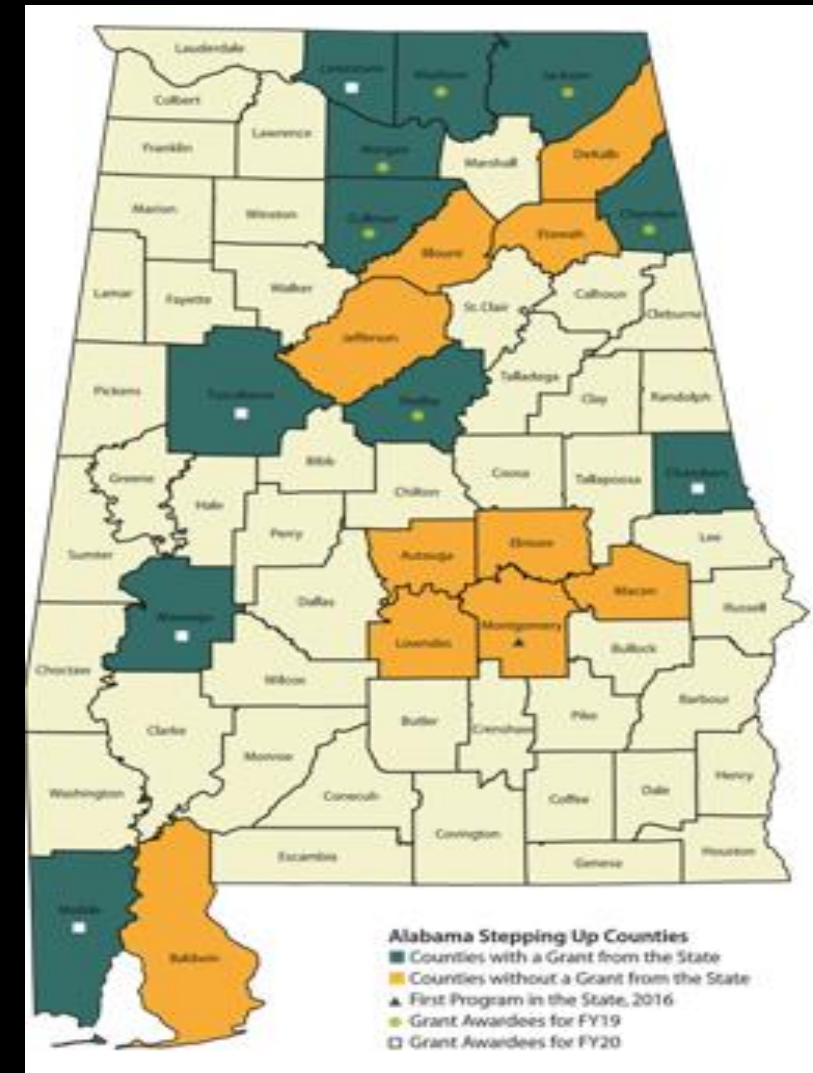 Lauderdale
Limestone
Madison
Jackson
Colbert
Lawrence
Franklin
Morgan
Marshall
DeKalb
Marion
Winston
Cullman
Cherokee
Blount
Etowah
Lamar
Fayette
Walker
St. Clair
Calhoun
Cleburne
Jefferson
Pickens
Tuscaloosa
Shelby
Talladega
Clay
Randolph
Greene
Bibb
Coosa
Tallapoosa
Chambers
Hale
Chilton
Perry
Sumter
Autauga
Elmore
Lee
Dallas
Macon
Marengo
Lowndes
Montgomery
Russell
Choctaw
Bullock
Wilcox
Clarke
Butler
Crenshaw
Pike
Barbour
Monroe
Washington
Conecuh
Coffee
Dale
Henry
Covington
Escambia
Geneva
Houston
Mobile
Baldwin
Alabama Stepping Up Counties
Counties with a Grant from the State
Counties without a Grant from the State
First Program in the State, 2016
Grant Awardees for FY19
Grant Awardees for FY20